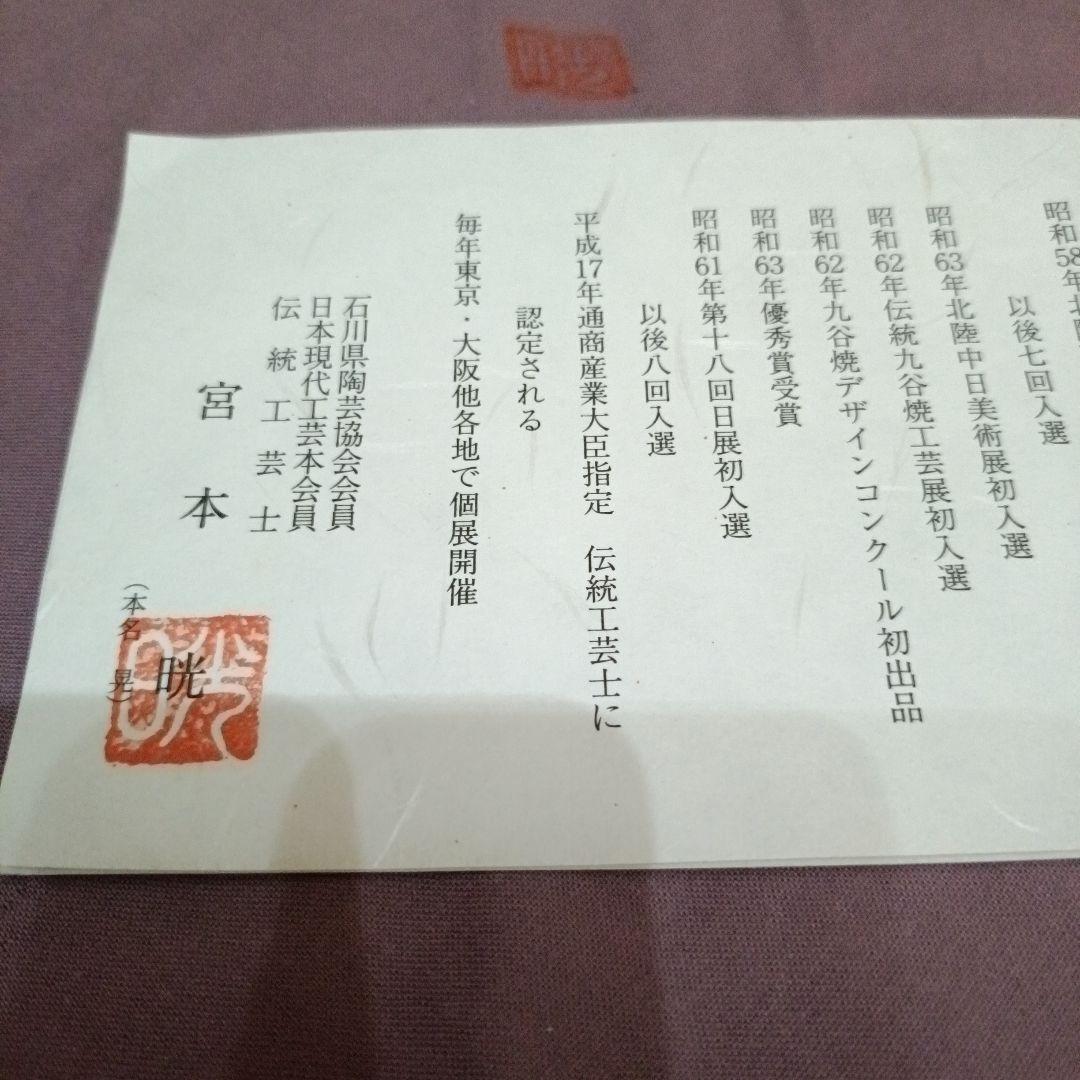 昭和58年北
以後七回入選
昭和63年北陸中日美術展初入選
昭和62年伝統九谷焼工芸展初入選
昭和62年九谷焼デザインコンクール初出品
昭和63年優秀賞受賞
昭和61年第十八回日展初入選
以後八回入選
平成17年通商産業大臣指定　伝統工芸士に
認定される
毎年東京・大阪他各地で個展開催
石川県陶芸協会会員
日本現代工芸本会員
伝統工芸士
宮本　晄
（本名　晃）